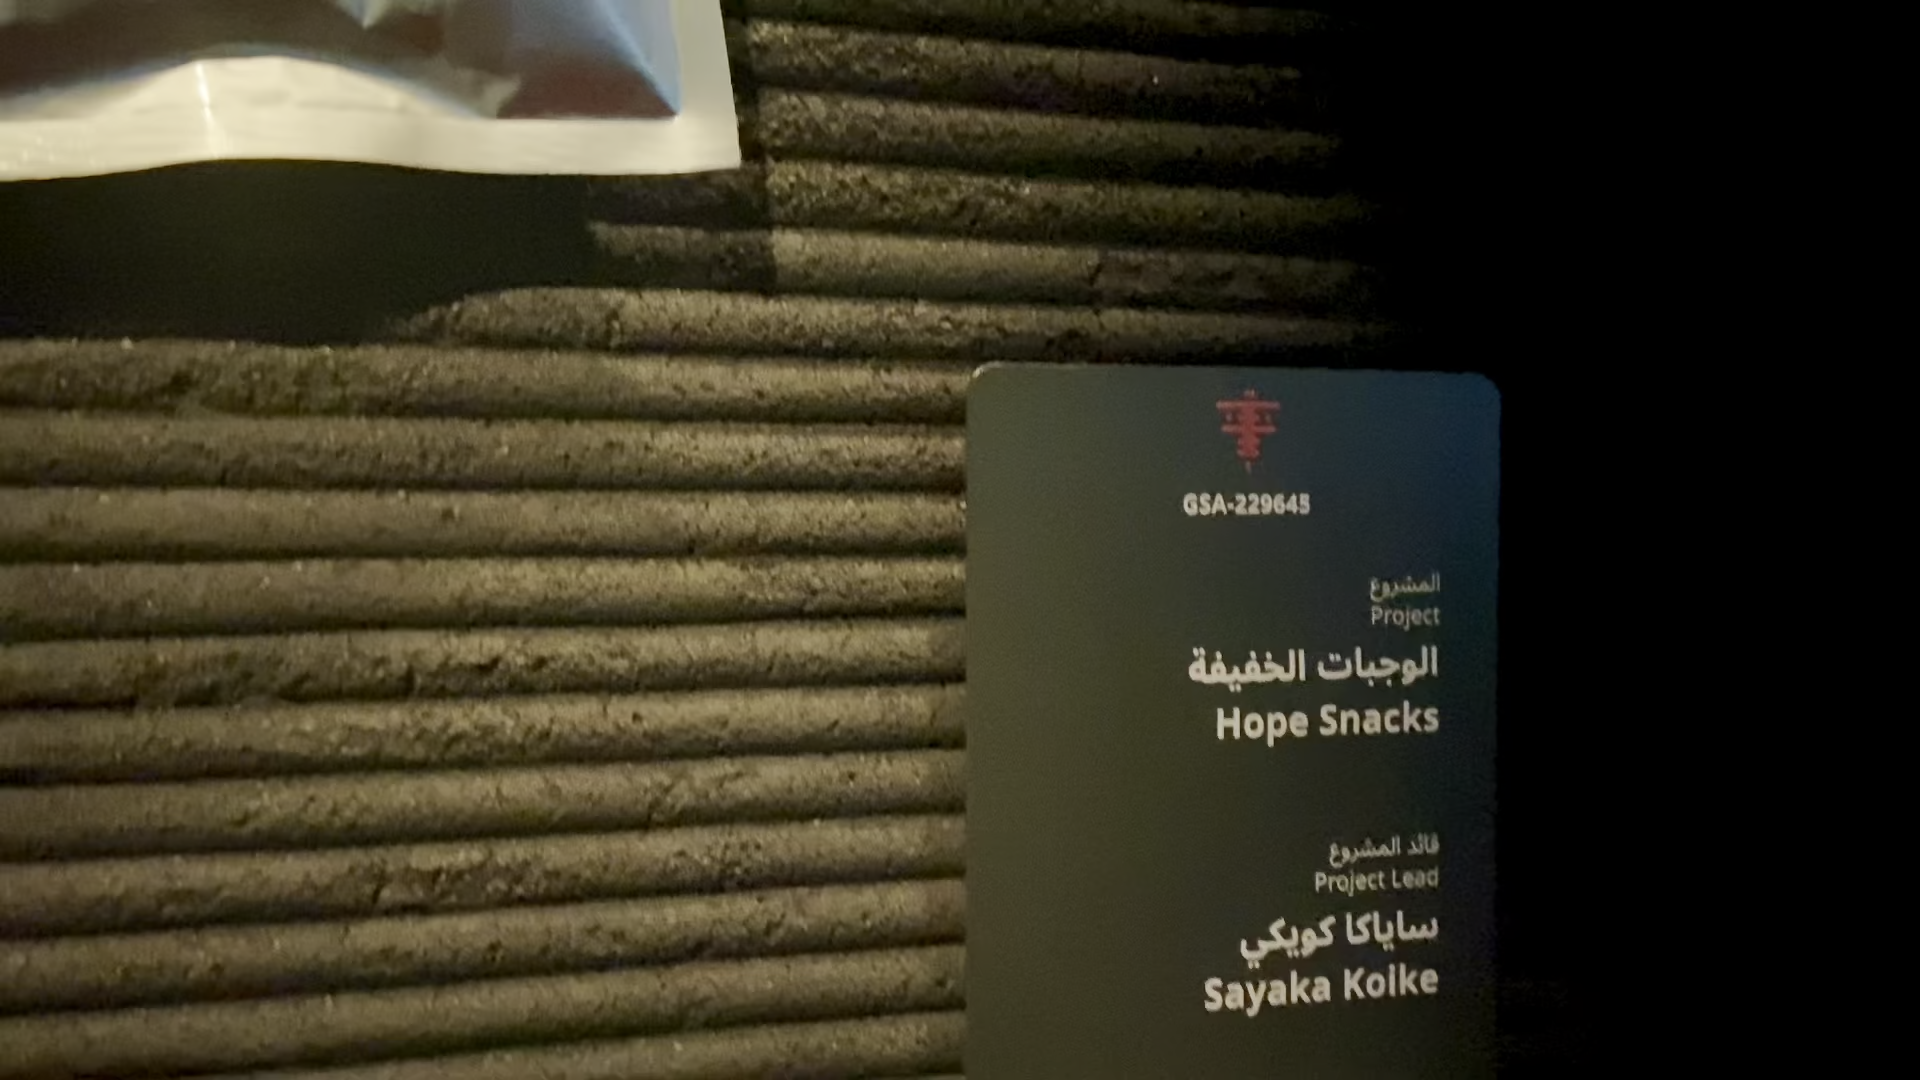 GSA-229645
المشروع
Project
الوجبات الخفيفة
Hope Snacks
قائد المشروع
Project Lead
ساياكا كويكي
Sayaka Koike